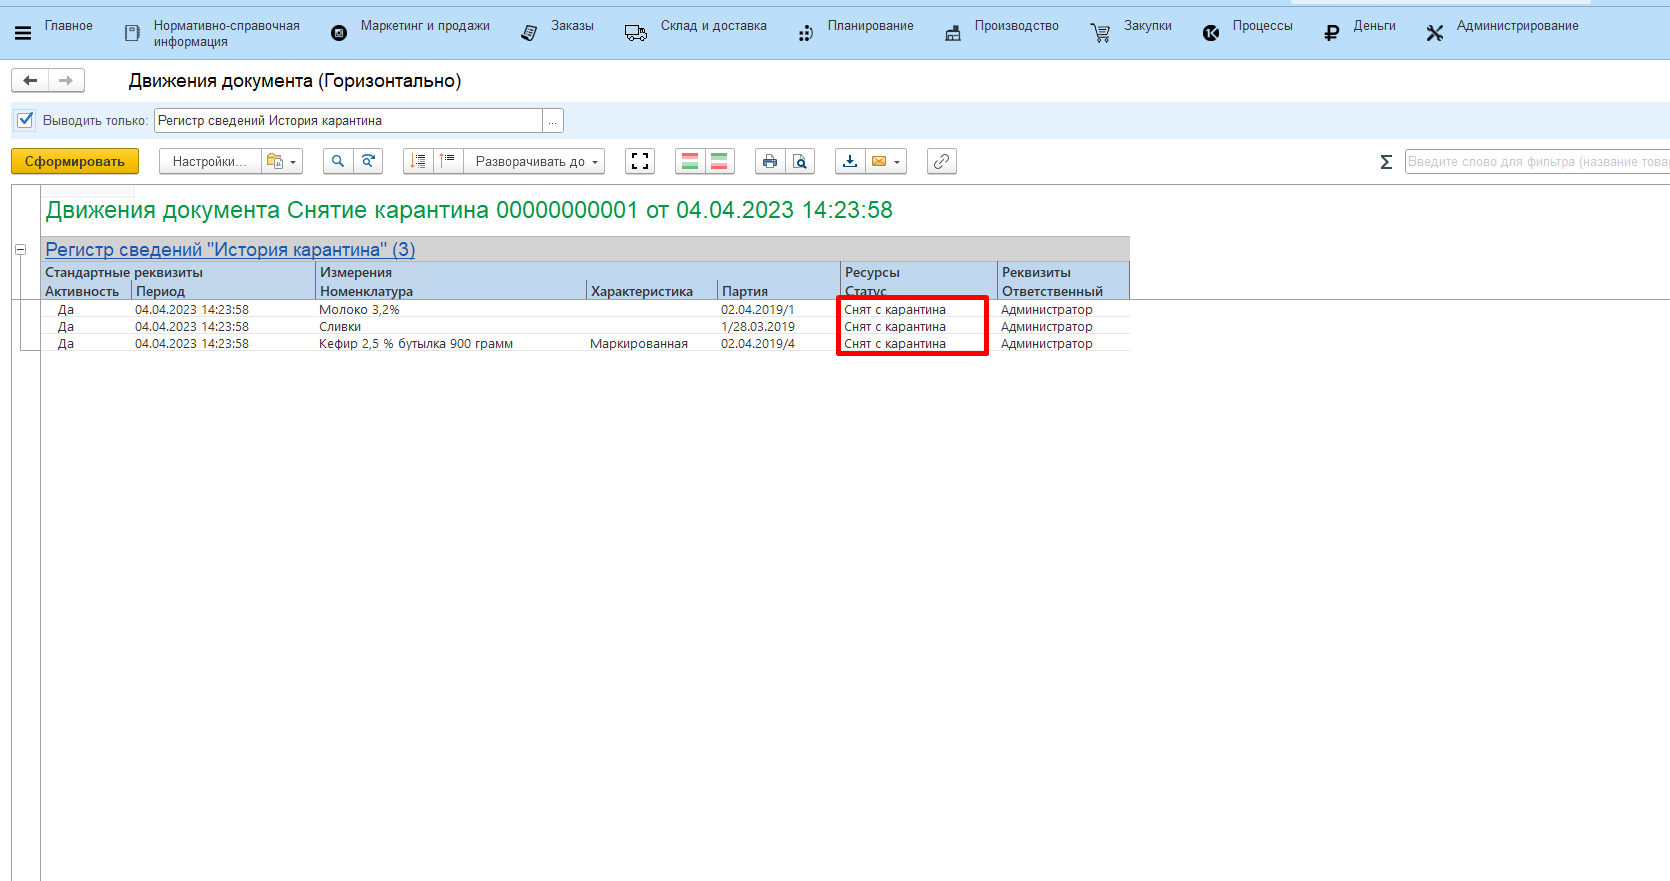 Главное
Нормативно-справочная
информация
Маркетинг и продажи
Заказы
Склад и доставка
Планирование
Производство
Закупки
Процессы
Деньги
Администрирование
Движения документа (Горизонтально)
Выводить только: Регистр сведений История карантина ...
Сформировать Настройки... Разворачивать до Σ Введите слово для фильтра (название товар
Движения документа Снятие карантина 00000000001 от 04.04.2023 14:23:58
Регистр сведений "История карантина" (3)
Стандартные реквизиты Измерения Ресурсы Реквизиты
Активность Период Номенклатура Характеристика Партия Статус Ответственный
Да 04.04.2023 14:23:58 Молоко 3,2% 02.04.2019/1 Снят с карантина Администратор
Да 04.04.2023 14:23:58 Сливки 1/28.03.2019 Снят с карантина Администратор
Да 04.04.2023 14:23:58 Кефир 2,5 % бутылка 900 грамм Маркированная 02.04.2019/4 Снят с карантина Администратор